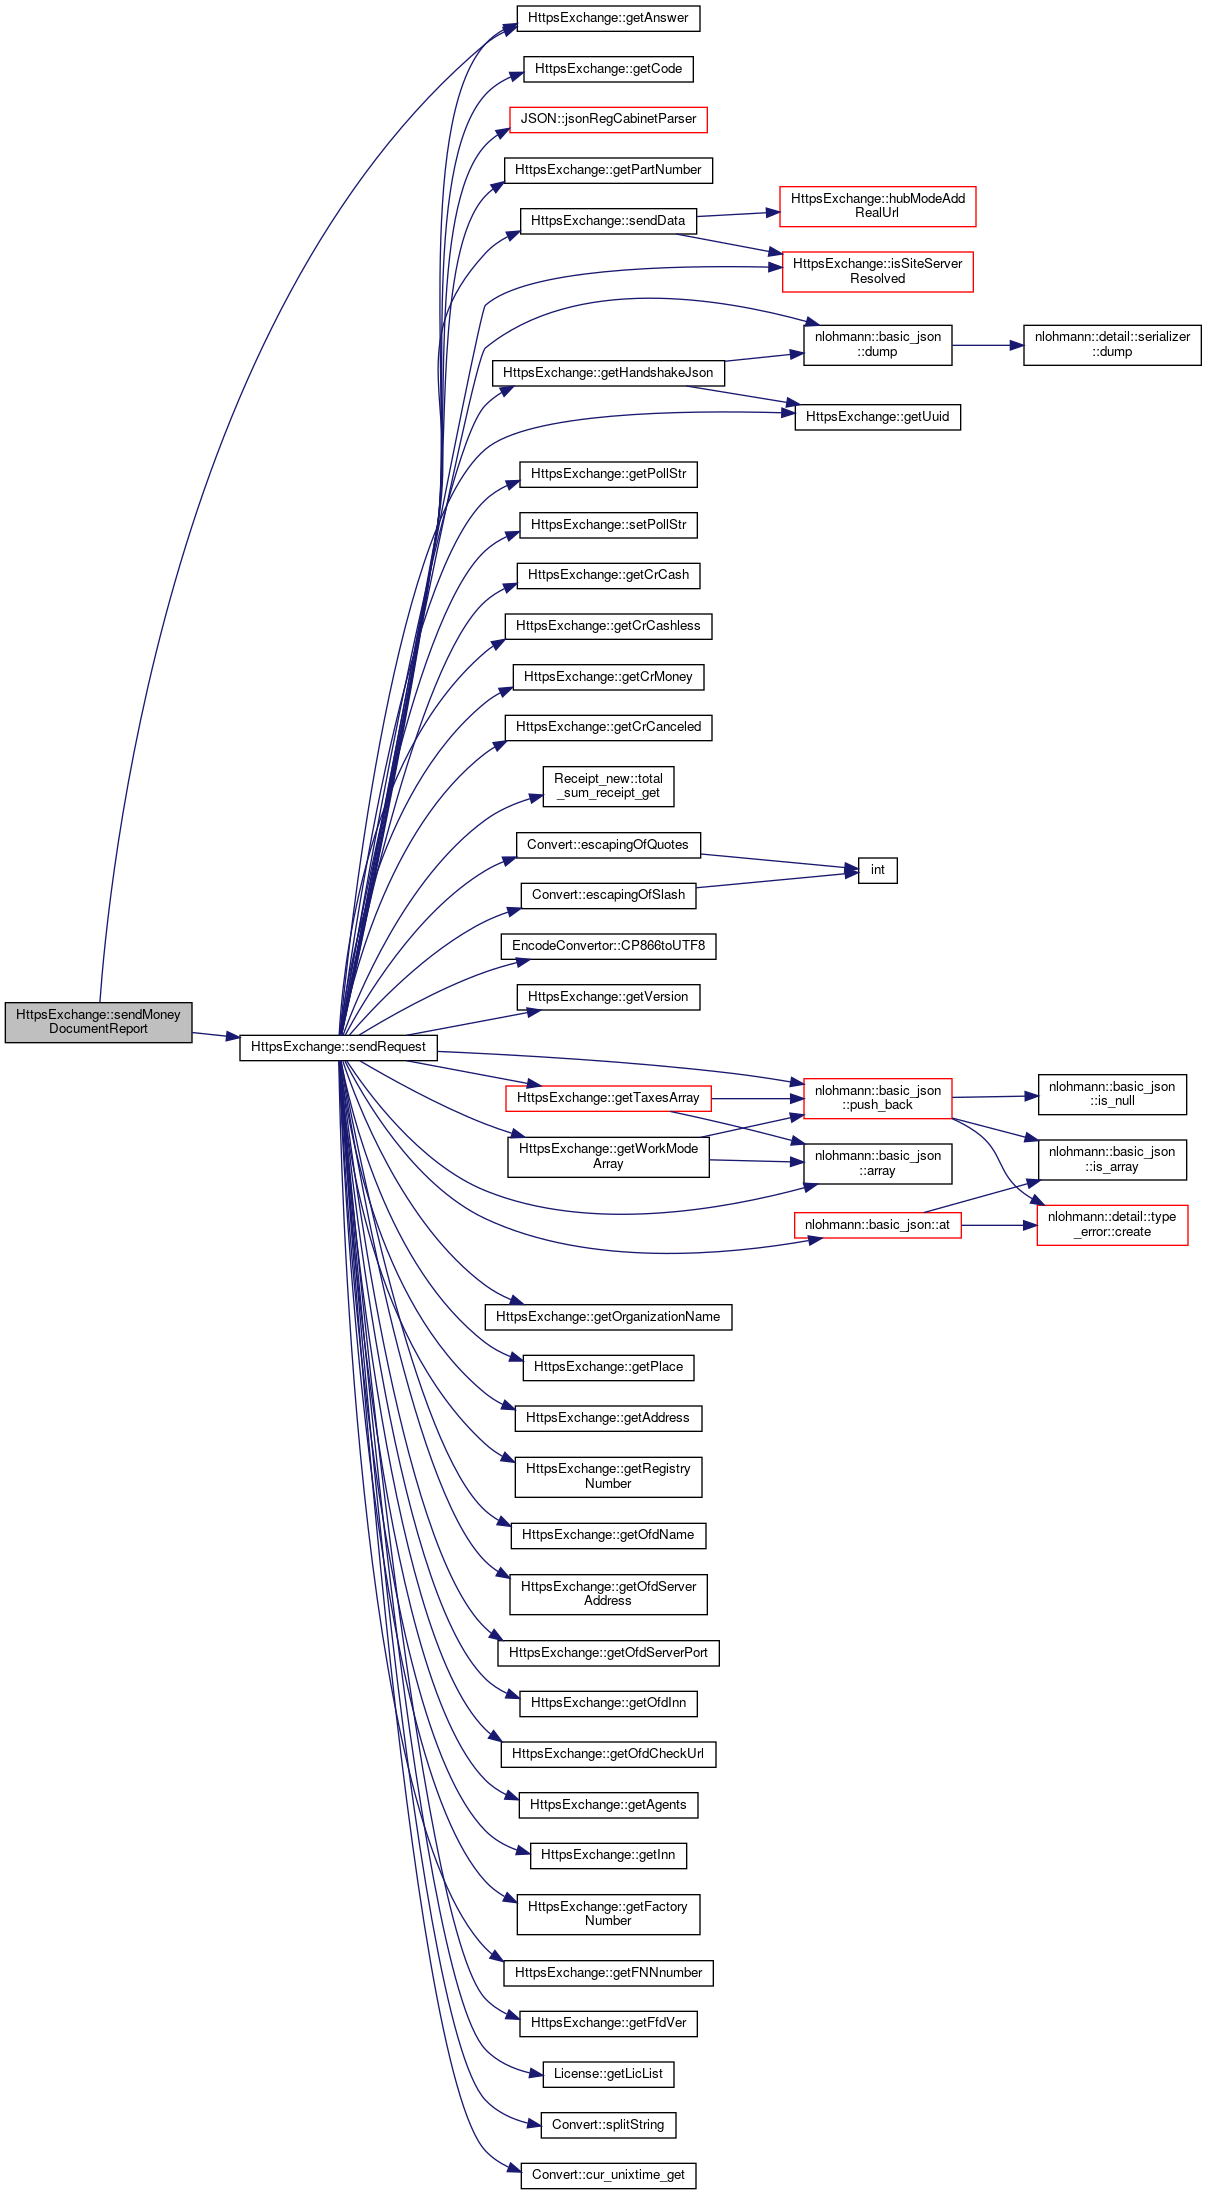 HttpsExchange::getAnswer
HttpsExchange::getCode
JSON::jsonRegCabinetParser
HttpsExchange::getPartNumber
HttpsExchange::sendData
HttpsExchange::hubModeAdd
RealUrl
HttpsExchange::isSiteServer
Resolved
nlohmann::basic_json
::dump
nlohmann::detail::serializer
::dump
HttpsExchange::getHandshakeJson
HttpsExchange::getUuid
HttpsExchange::getPollStr
HttpsExchange::setPollStr
HttpsExchange::getCrCash
HttpsExchange::getCrCashless
HttpsExchange::getCrMoney
HttpsExchange::getCrCanceled
Receipt_new::total
_sum_receipt_get
Convert::escapingOfQuotes
int
Convert::escapingOfSlash
EncodeConvertor::CP866toUTF8
HttpsExchange::getVersion
HttpsExchange::sendMoney
DocumentReport
HttpsExchange::sendRequest
HttpsExchange::getTaxesArray
nlohmann::basic_json
::push_back
nlohmann::basic_json
::is_null
HttpsExchange::getWorkMode
Array
nlohmann::basic_json
::array
nlohmann::basic_json
::is_array
nlohmann::basic_json::at
nlohmann::detail::type
_error::create
HttpsExchange::getOrganizationName
HttpsExchange::getPlace
HttpsExchange::getAddress
HttpsExchange::getRegistry
Number
HttpsExchange::getOfdName
HttpsExchange::getOfdServer
Address
HttpsExchange::getOfdServerPort
HttpsExchange::getOfdInn
HttpsExchange::getOfdCheckUrl
HttpsExchange::getAgents
HttpsExchange::getInn
HttpsExchange::getFactory
Number
HttpsExchange::getFNNnumber
HttpsExchange::getFfdVer
License::getLicList
Convert::splitString
Convert::cur_unixtime_get